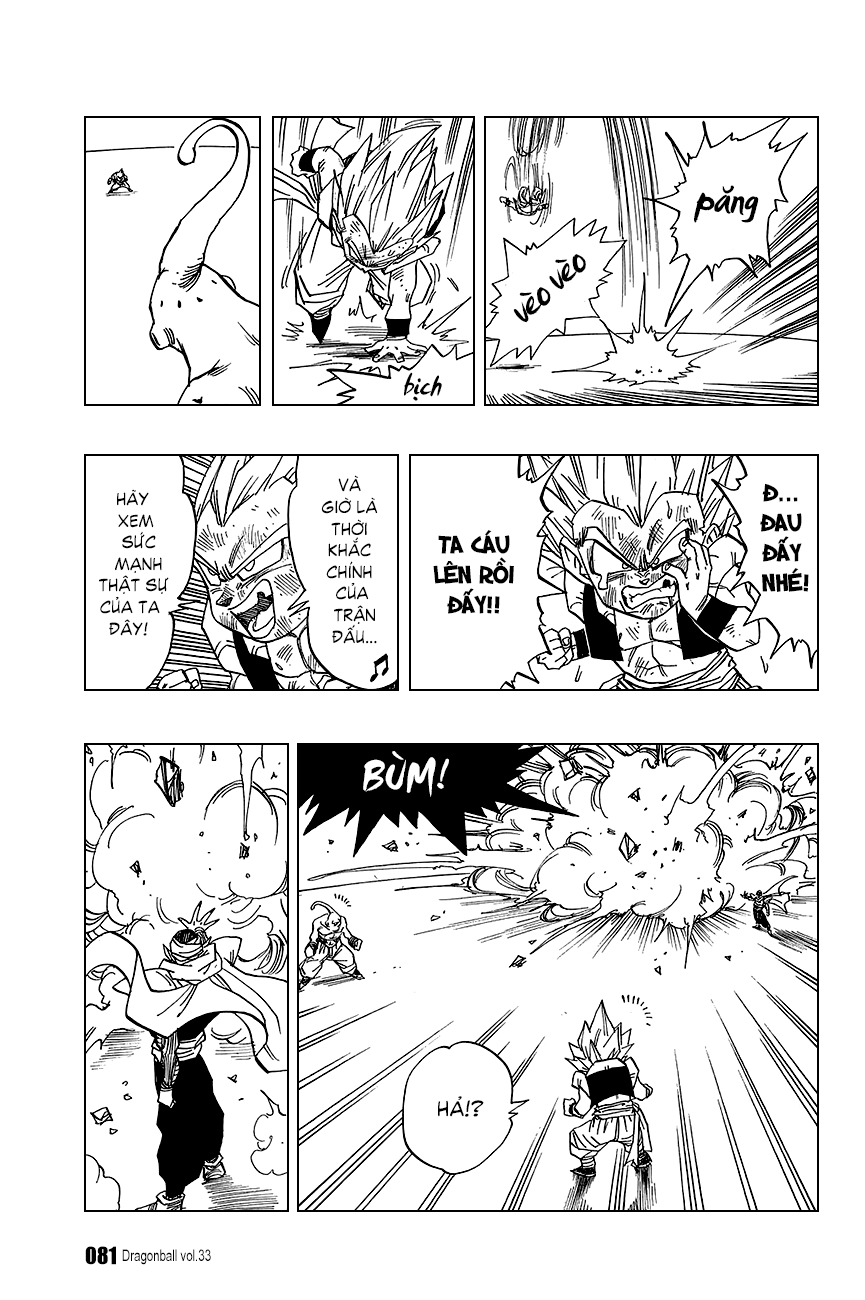 păng
vèo vèo
bịch
Đ...
ĐAU
ĐẤY
NHÉ!
TA CÁU
LÊN RỒI
ĐẤY!!
VÀ
GIỜ LÀ
THỜI
KHẮC
CHÍNH
CỦA
TRẬN
ĐẤU...
HÃY
XEM
SỨC
MẠNH
THẬT SỰ
CỦA TA
ĐÂY!
BÙM!
HẢ!?
081 Dragonball vol.33